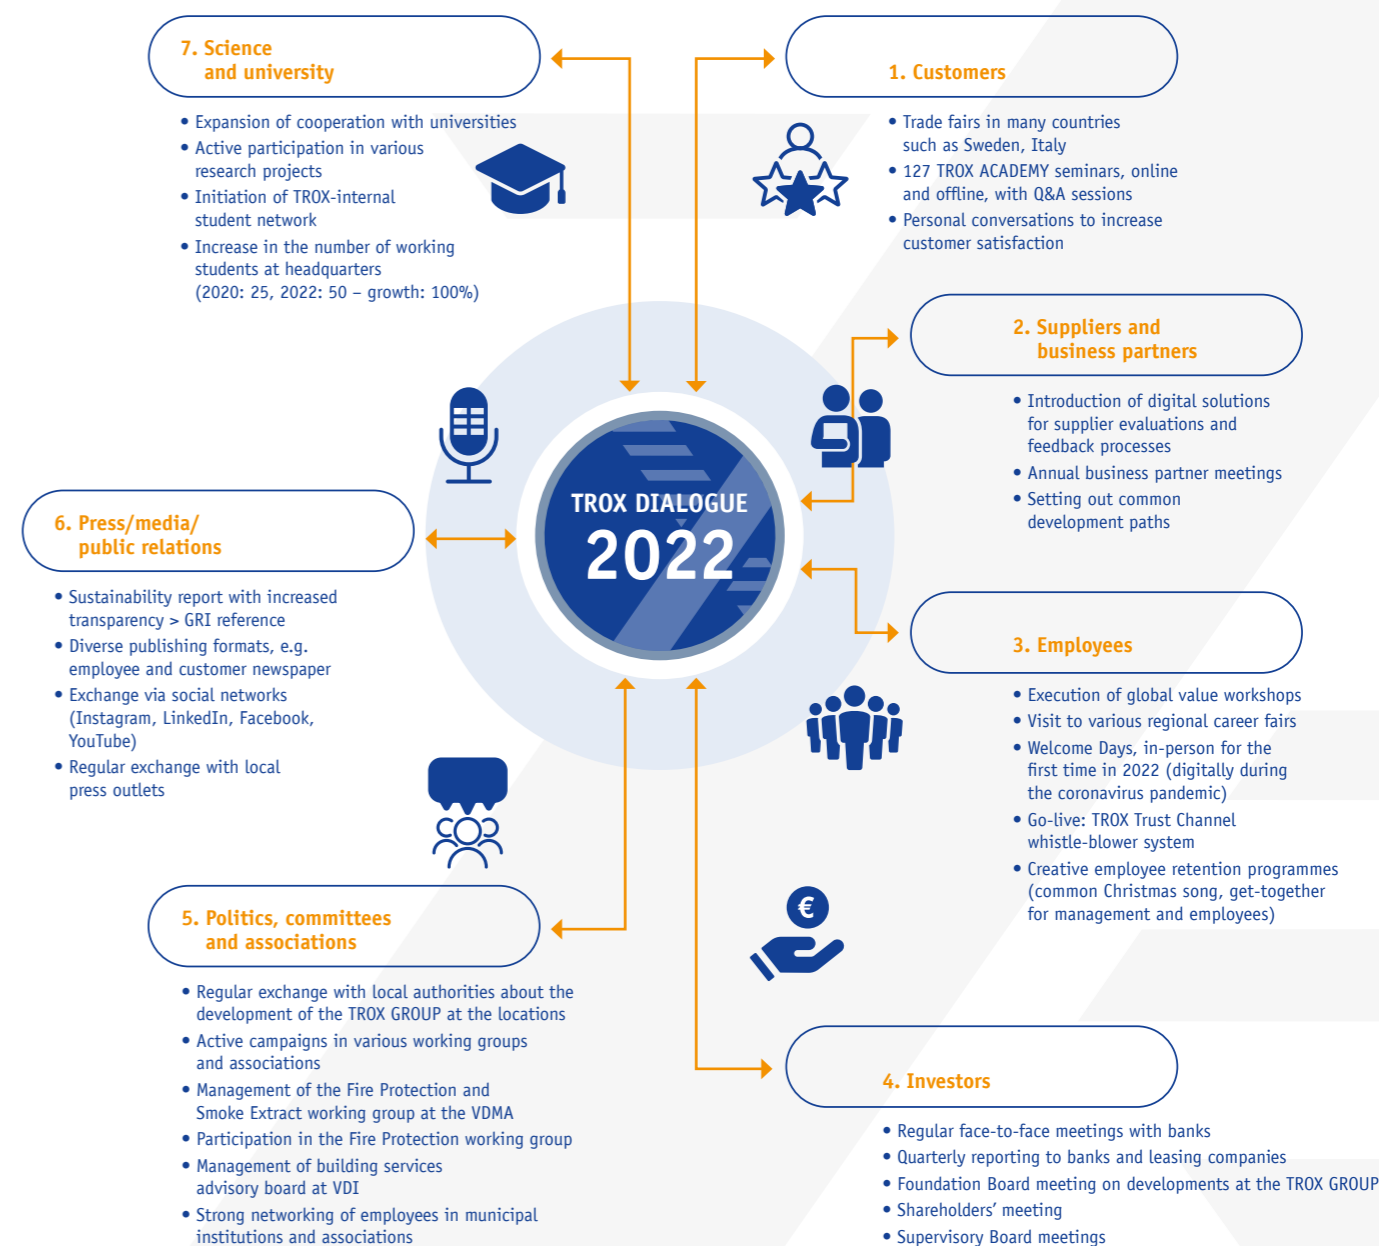 7. Science
and university
• Expansion of cooperation with universities
• Active participation in various
research projects
• Initiation of TROX-internal
student network
• Increase in the number of working
students at headquarters
(2020: 25, 2022: 50 – growth: 100%)
1. Customers
• Trade fairs in many countries
such as Sweden, Italy
• 127 TROX ACADEMY seminars, online
and offline, with Q&A sessions
• Personal conversations to increase
customer satisfaction
2. Suppliers and
business partners
• Introduction of digital solutions
for supplier evaluations and
feedback processes
• Annual business partner meetings
• Setting out common
development paths
TROX DIALOGUE
2022
6. Press/media/
public relations
• Sustainability report with increased
transparency > GRI reference
• Diverse publishing formats, e.g.
employee and customer newspaper
• Exchange via social networks
(Instagram, LinkedIn, Facebook,
YouTube)
• Regular exchange with local
press outlets
3. Employees
• Execution of global value workshops
• Visit to various regional career fairs
• Welcome Days, in-person for the
first time in 2022 (digitally during
the coronavirus pandemic)
• Go-live: TROX Trust Channel
whistle-blower system
• Creative employee retention programmes
(common Christmas song, get-together
for management and employees)
€
5. Politics, committees
and associations
• Regular exchange with local authorities about the
development of the TROX GROUP at the locations
• Active campaigns in various working groups
and associations
• Management of the Fire Protection and
Smoke Extract working group at the VDMA
• Participation in the Fire Protection working group
• Management of building services
advisory board at VDI
• Strong networking of employees in municipal
institutions and associations
4. Investors
• Regular face-to-face meetings with banks
• Quarterly reporting to banks and leasing companies
• Foundation Board meeting on developments at the TROX GROUP
• Shareholders’ meeting
• Supervisory Board meetings